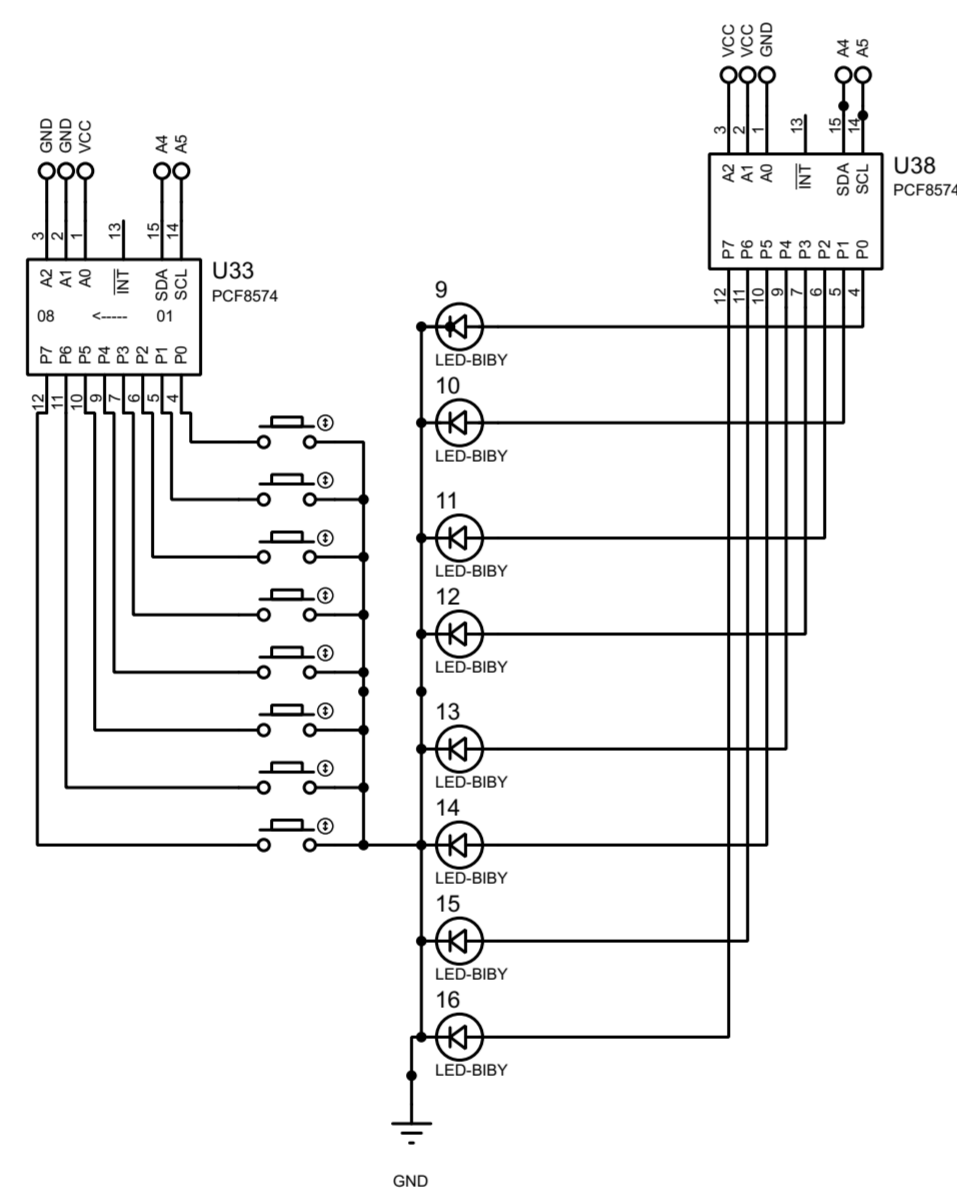 VCC VCC GND A4 A5
3 2 1 13 15 14
A2 A1 A0 INT SDA SCL
U38
PCF8574
P7 P6 P5 P4 P3 P2 P1 P0
12 11 10 9 7 6 5 4
GND GND VCC A4 A5
3 2 1 13 15 14
A2 A1 A0 INT SDA SCL
U33
PCF8574
08 <----- 01
P7 P6 P5 P4 P3 P2 P1 P0
12 11 10 9 7 6 5 4
9
LED-BIBY
10
LED-BIBY
11
LED-BIBY
12
LED-BIBY
13
LED-BIBY
14
LED-BIBY
15
LED-BIBY
16
LED-BIBY
GND